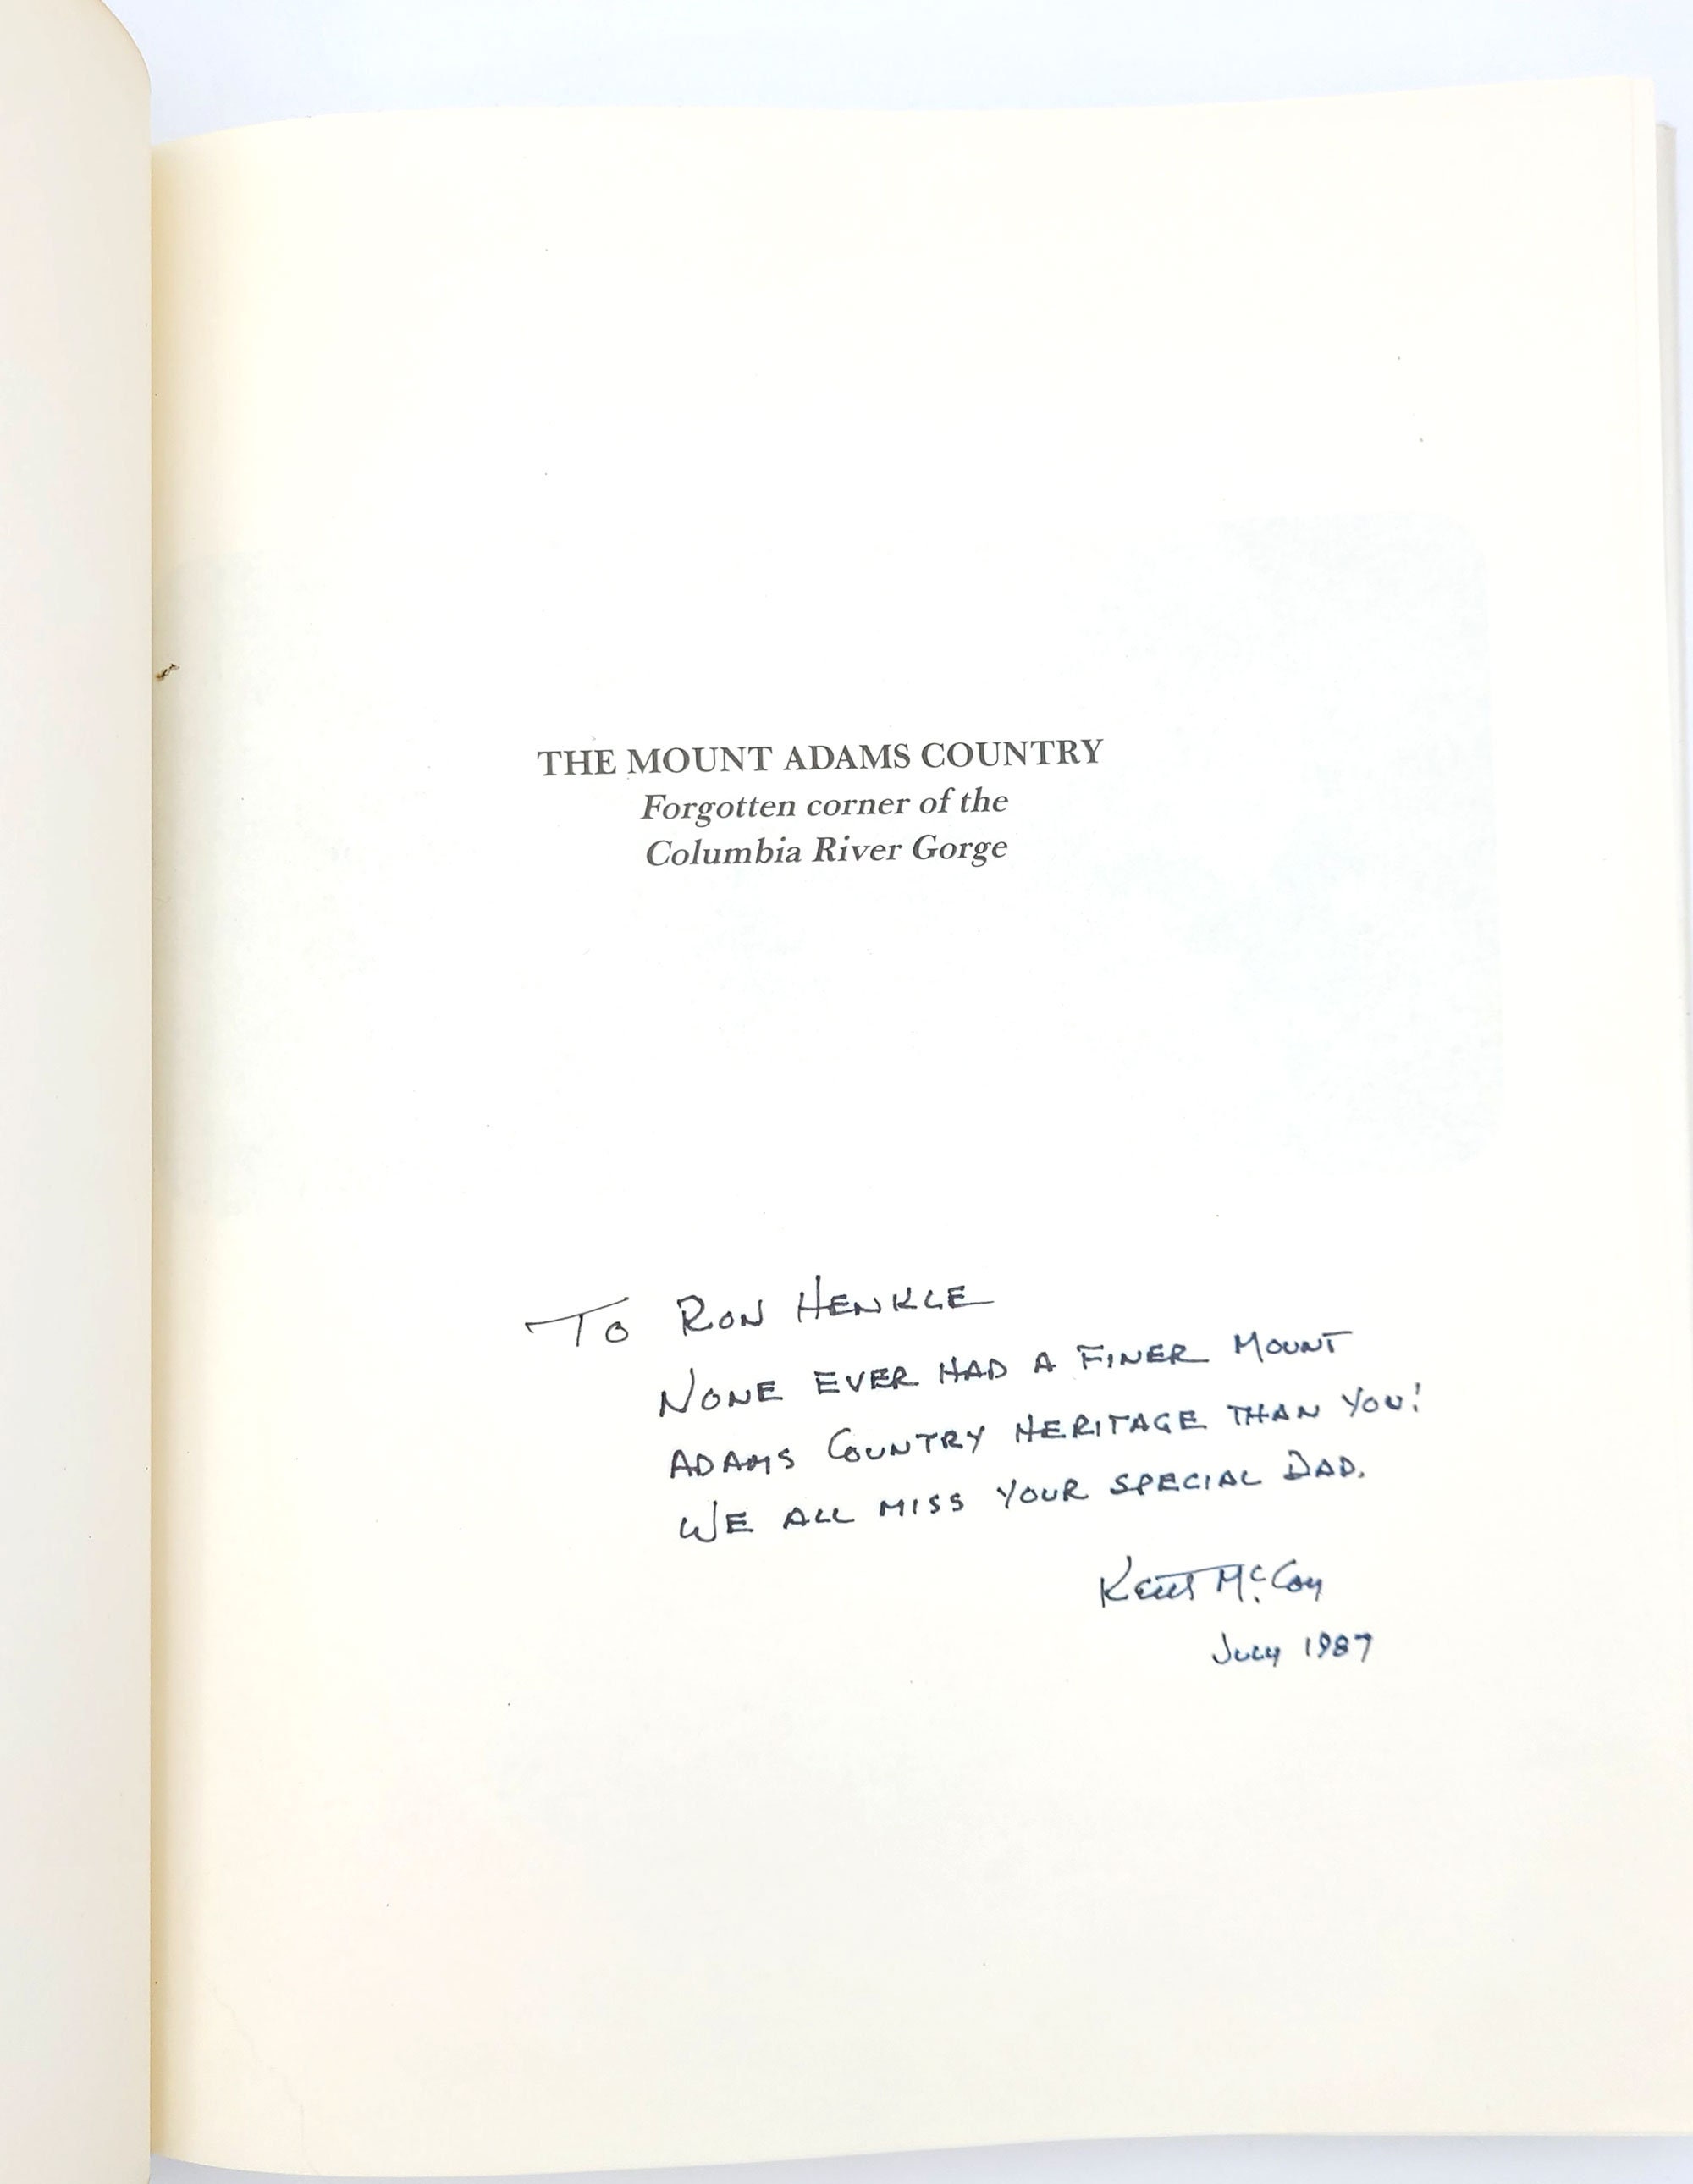 THE MOUNT ADAMS COUNTRY
Forgotten corner of the
Columbia River Gorge
TO RON HENKLE
NONE EVER HAD A FINER MOUNT
ADAMS COUNTRY HERITAGE THAN YOU!
WE ALL MISS YOUR SPECIAL DAD.
Keith McCoy
JULY 1987